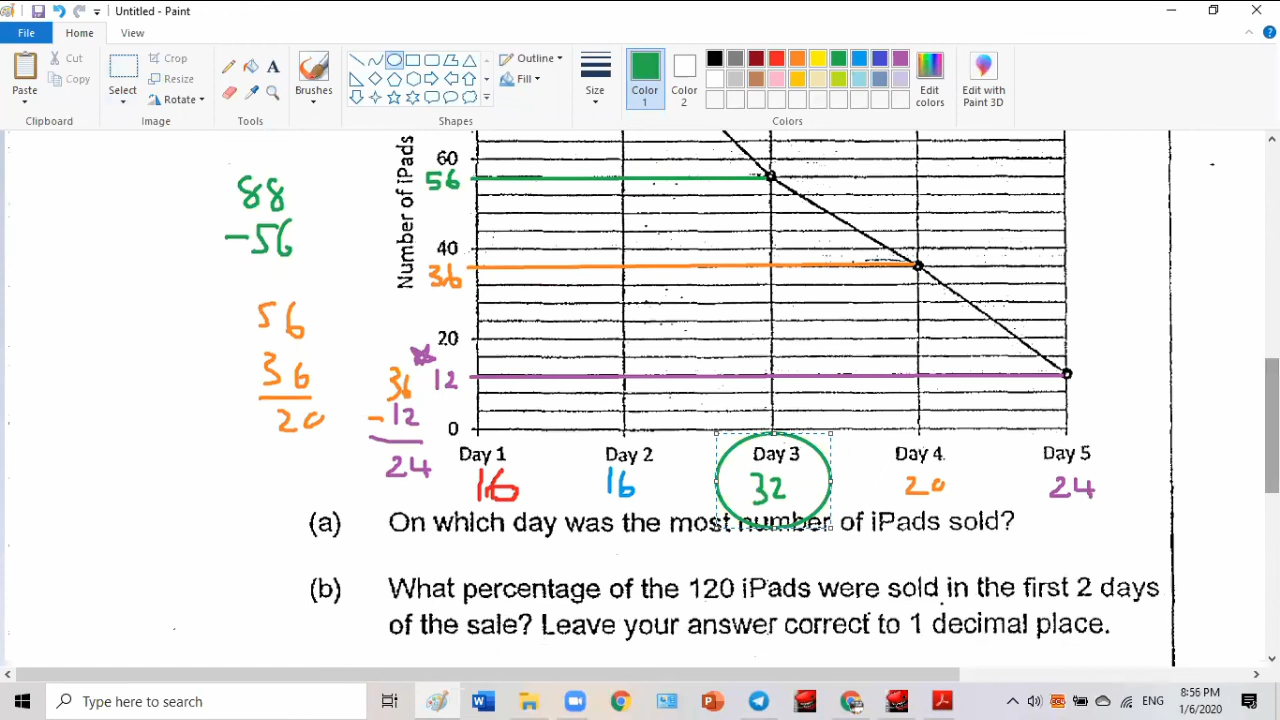 Untitled - Paint
File
Home
View
Paste
Cut
Copy
Clipboard
Select
Crop
Resize
Rotate
Image
Tools
Brushes
Shapes
Outline
Fill
Size
Color
1
Color
2
Colors
Edit
colors
Edit with
Paint 3D
Number of iPads
60
56
40
36
20
12
0
88
-56
56
36
20
36
-12
24
Day 1
Day 2
Day 3
Day 4
Day 5
16
16
32
20
24
(a) On which day was the most number of iPads sold?
(b) What percentage of the 120 iPads were sold in the first 2 days
of the sale? Leave your answer correct to 1 decimal place.
Type here to search
ENG
8:56 PM
1/6/2020